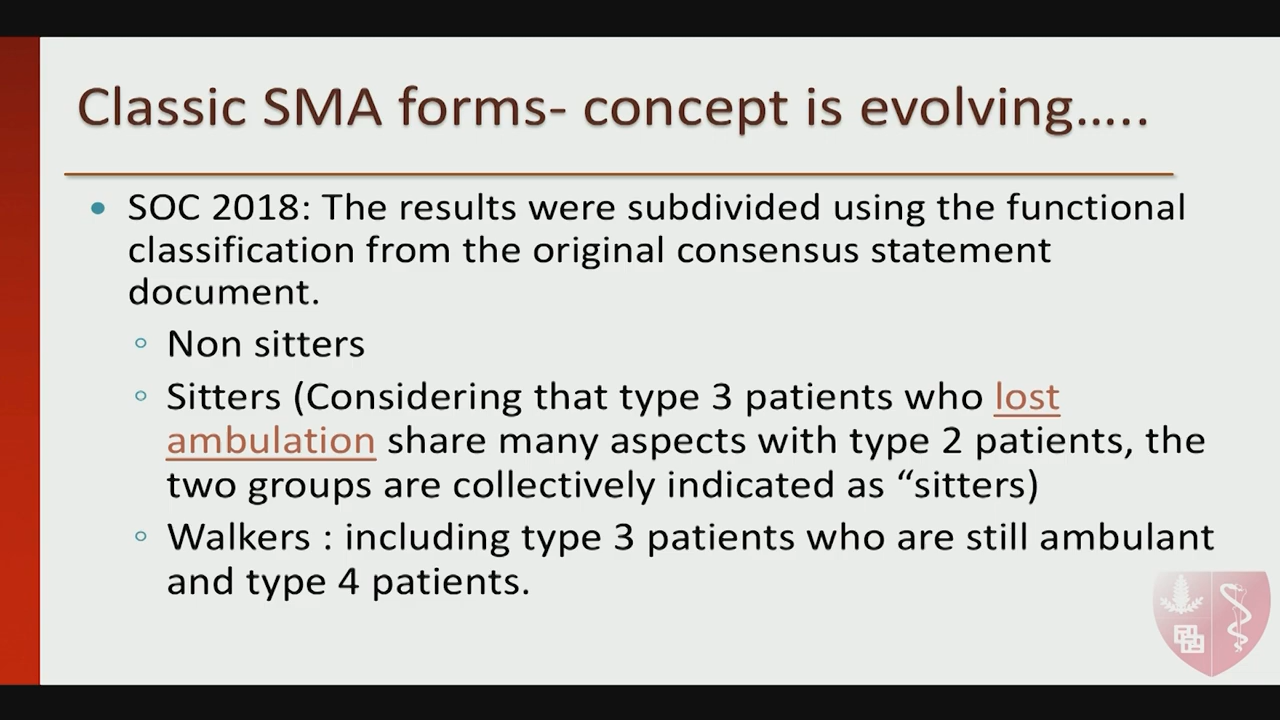 Classic SMA forms- concept is evolving.....
SOC 2018: The results were subdivided using the functional
classification from the original consensus statement
document.
Non sitters
Sitters (Considering that type 3 patients who lost
ambulation share many aspects with type 2 patients, the
two groups are collectively indicated as “sitters)
Walkers : including type 3 patients who are still ambulant
and type 4 patients.